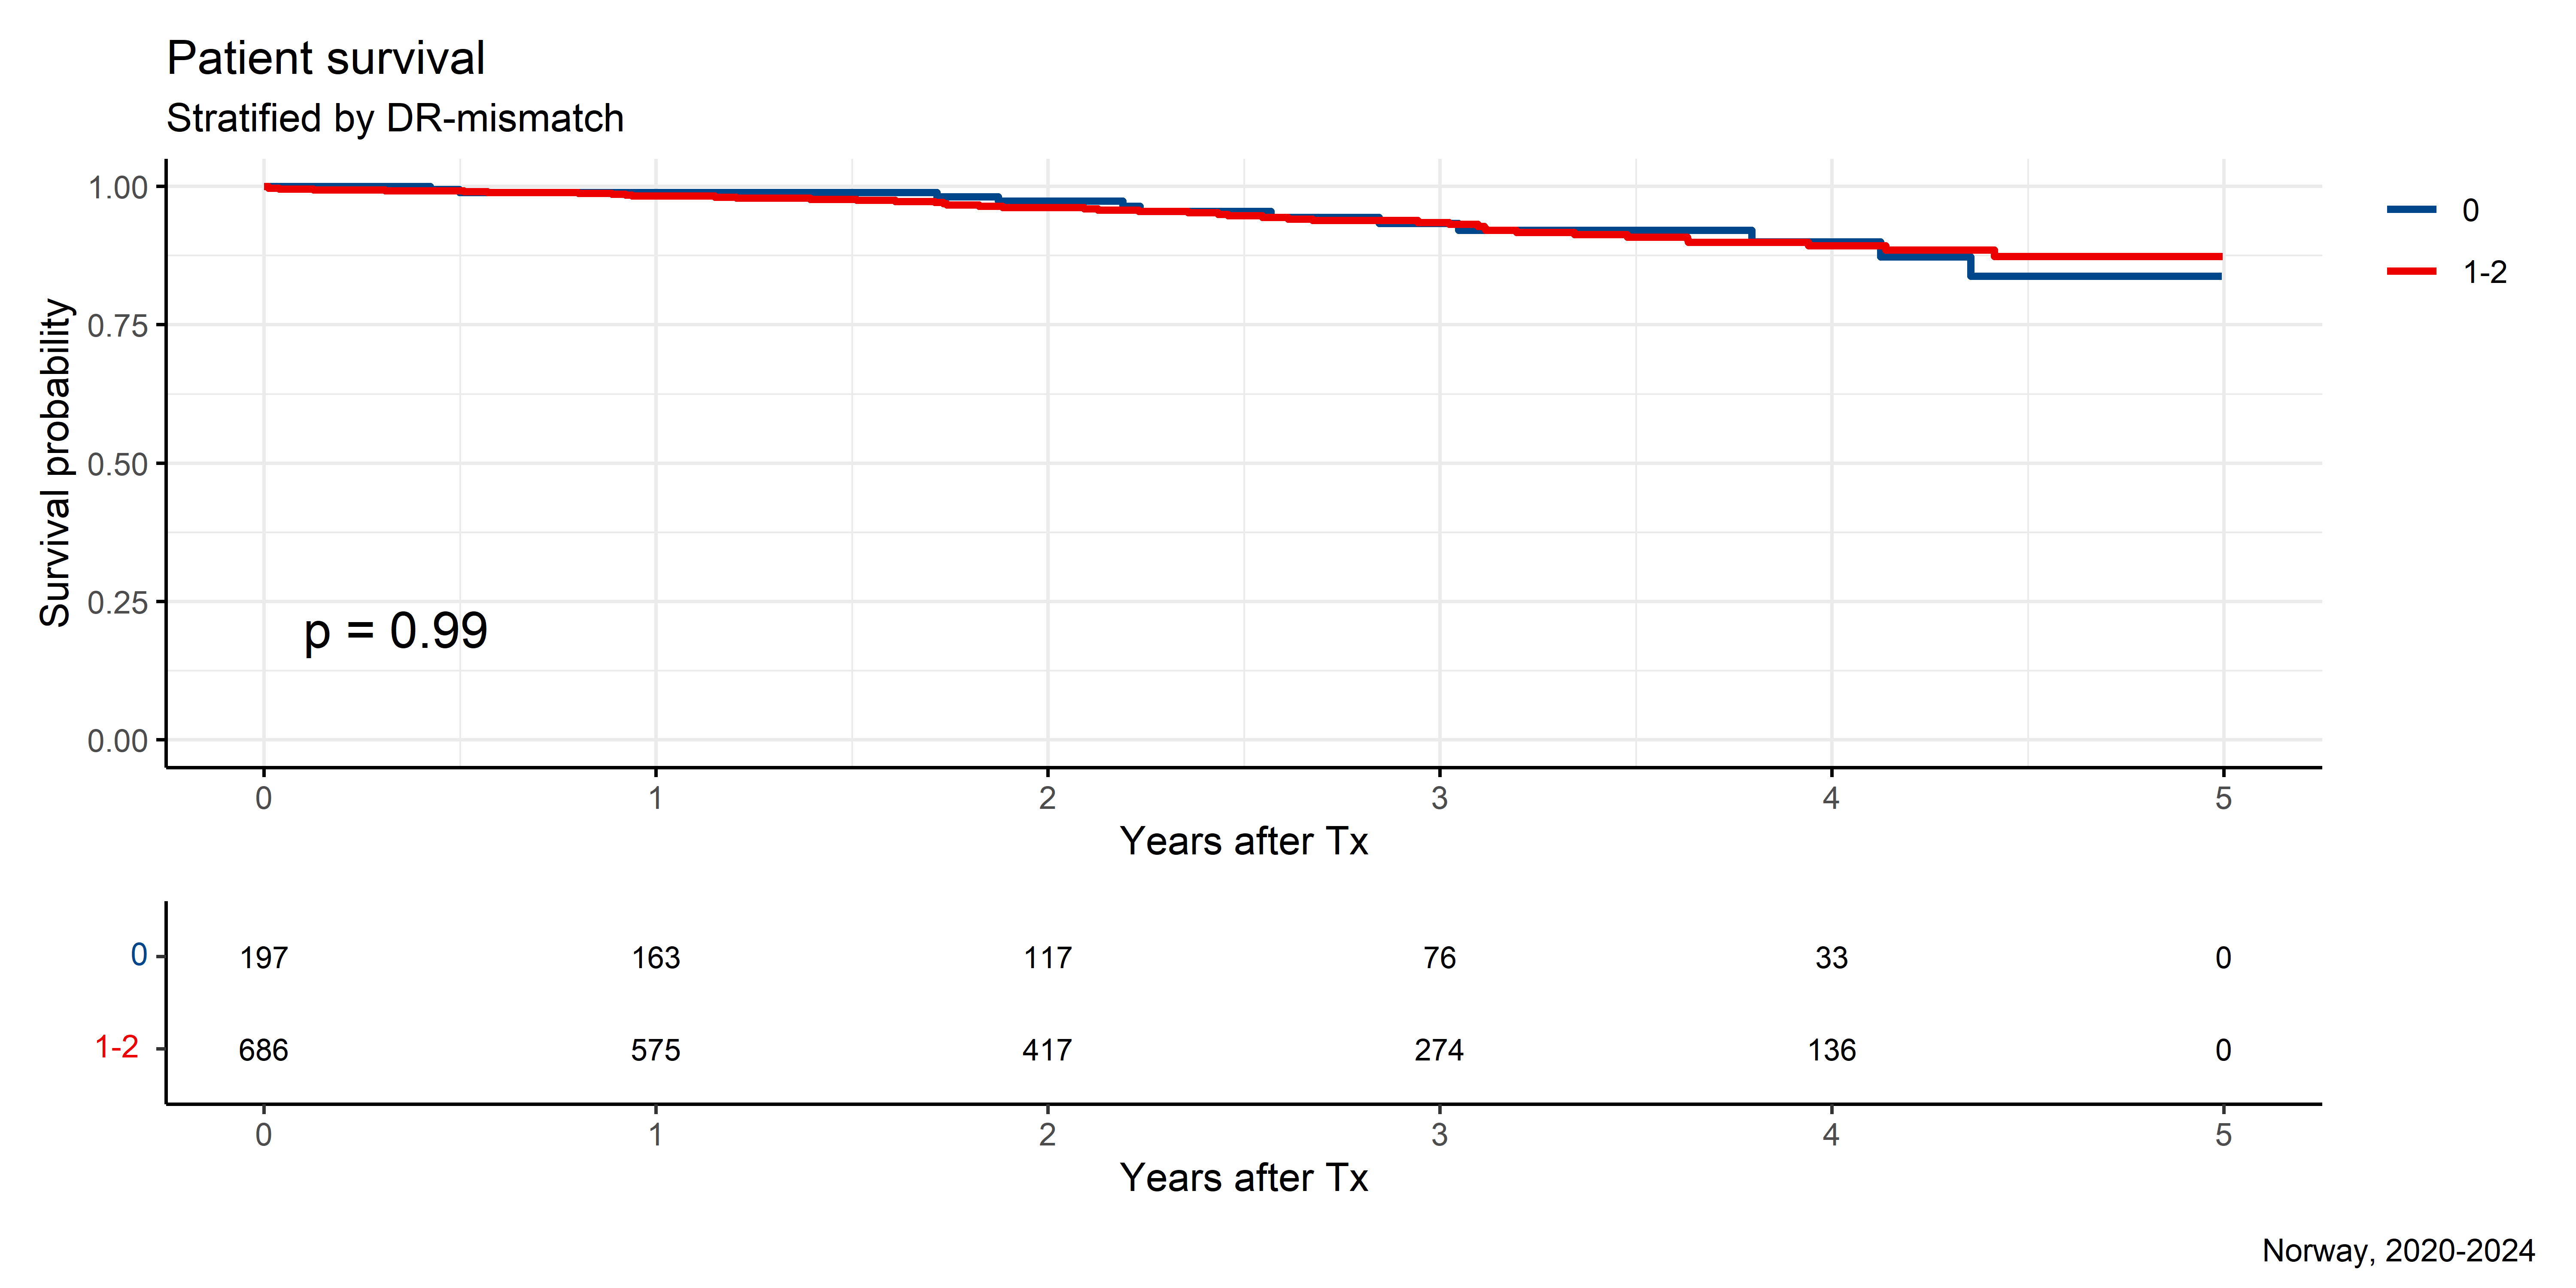 Patient survival
Stratified by DR-mismatch
Survival probability
1.00
0.75
0.50
0.25
0.00
p = 0.99
0
1-2
0 1 2 3 4 5
Years after Tx
0 197 163 117 76 33 0
1-2 686 575 417 274 136 0
0 1 2 3 4 5
Years after Tx
Norway, 2020-2024